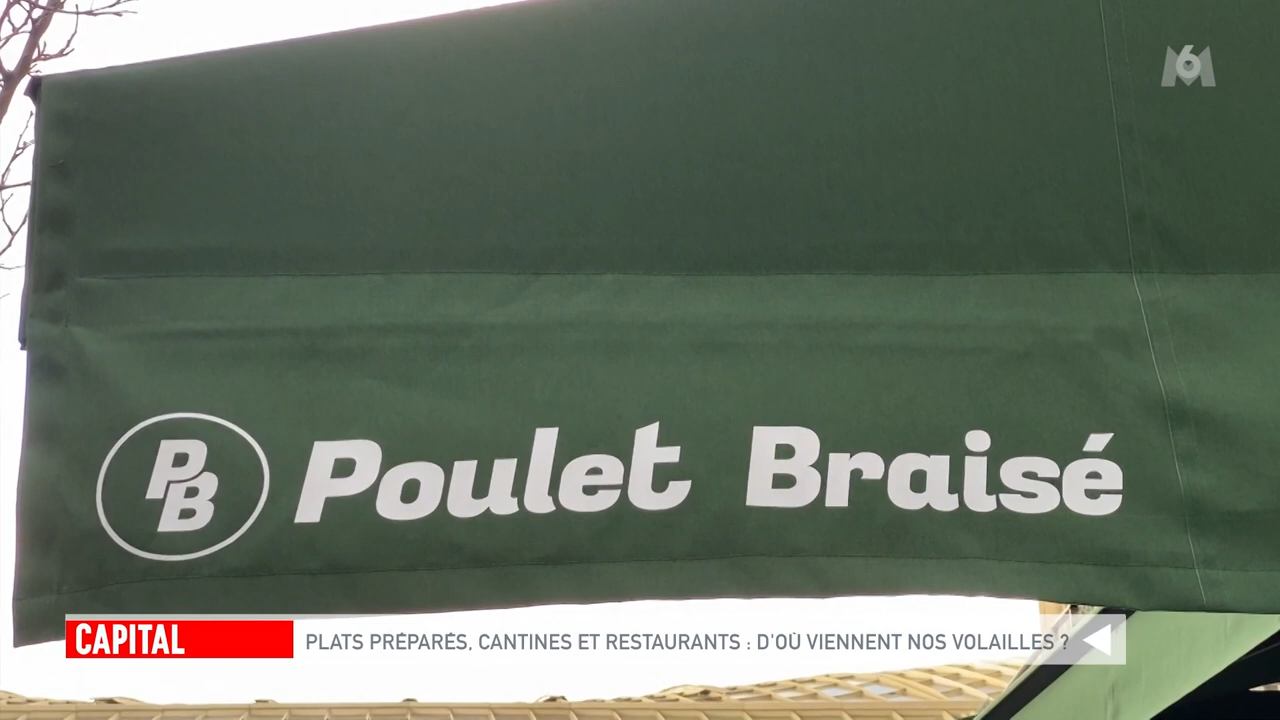 M6
PB Poulet Braisé
CAPITAL PLATS PRÉPARÉS, CANTINES ET RESTAURANTS : D'OÙ VIENNENT NOS VOLAILLES ?